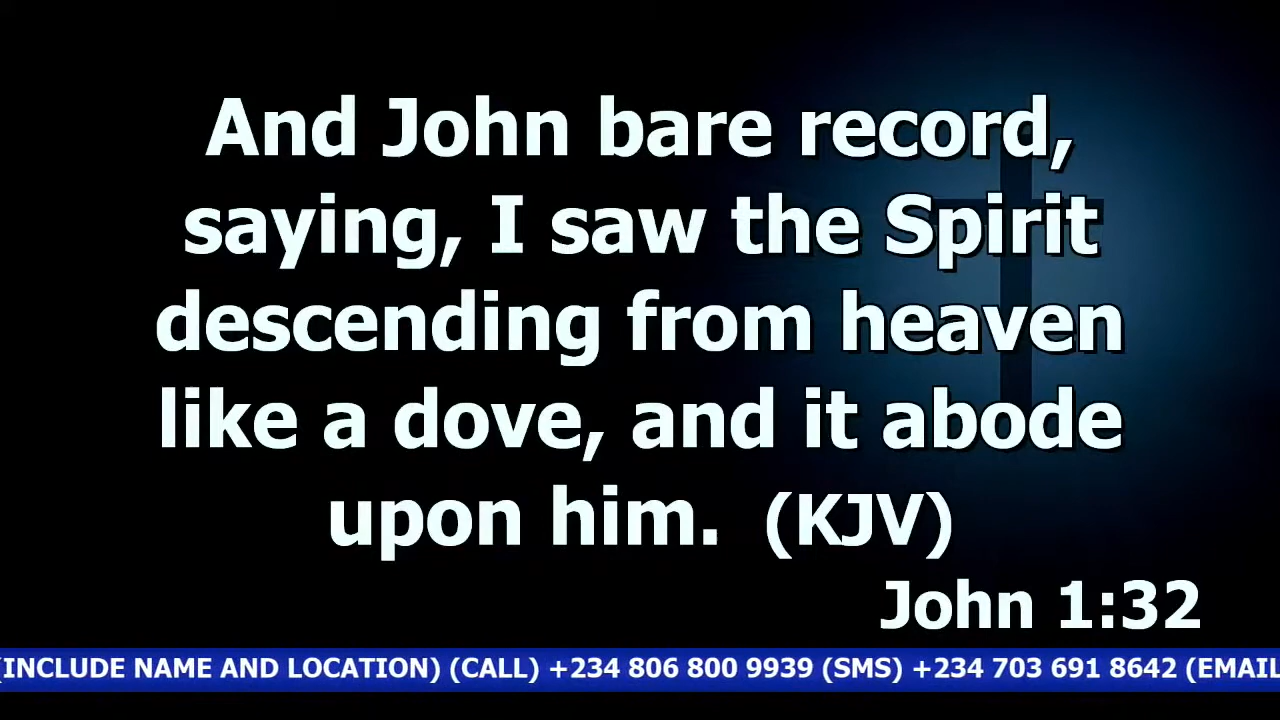 And John bare record,
saying, I saw the Spirit
descending from heaven
like a dove, and it abode
upon him. (KJV)
John 1:32
(INCLUDE NAME AND LOCATION) (CALL) +234 806 800 9939 (SMS) +234 703 691 8642 (EMAIL